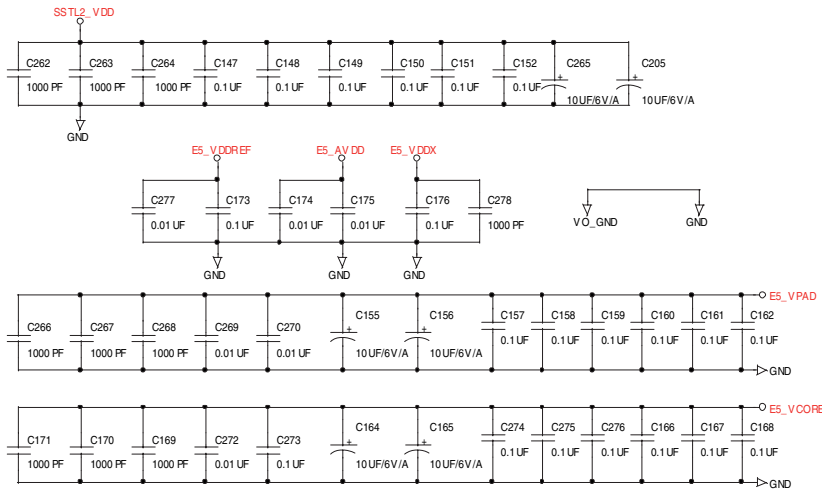 SSTL2_VDD
C262 C263 C264 C147 C148 C149 C150 C151 C152 C265 C205
1000 PF 1000 PF 1000 PF 0.1 UF 0.1 UF 0.1 UF 0.1 UF 0.1 UF 0.1 UF 10UF/6V/A 10UF/6V/A
GND
E5_VDDREF E5_AVDD E5_VDDX
C277 C173 C174 C175 C176 C278
0.01 UF 0.1 UF 0.01 UF 0.01 UF 0.1 UF 1000 PF
VO_GND GND
GND GND GND
E5_VPAD
C266 C267 C268 C269 C270 C155 C156 C157 C158 C159 C160 C161 C162
1000 PF 1000 PF 1000 PF 0.01 UF 0.01 UF 10UF/6V/A 10UF/6V/A 0.1 UF 0.1 UF 0.1 UF 0.1 UF 0.1 UF 0.1 UF
GND
E5_VCORE
C171 C170 C169 C272 C273 C164 C165 C274 C275 C276 C166 C167 C168
1000 PF 1000 PF 1000 PF 0.01 UF 0.1 UF 10UF/6V/A 10UF/6V/A 0.1 UF 0.1 UF 0.1 UF 0.1 UF 0.1 UF 0.1 UF
GND